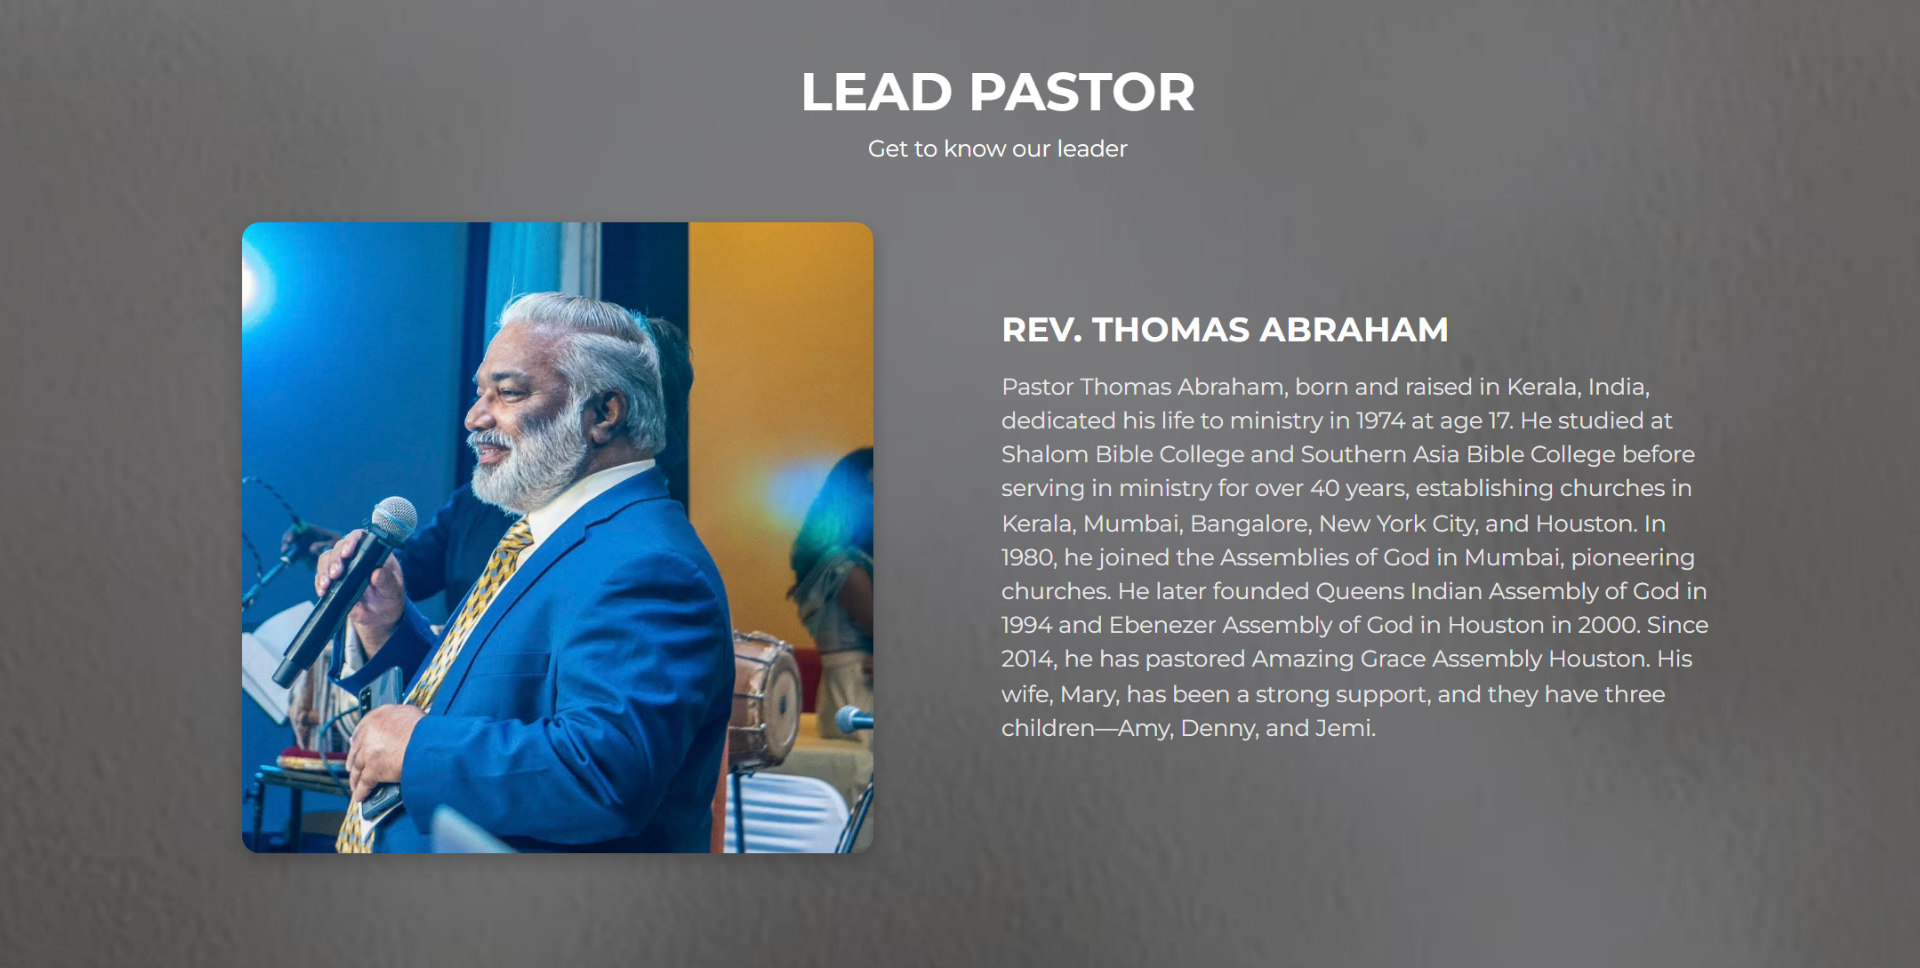 LEAD PASTOR
Get to know our leader
REV. THOMAS ABRAHAM
Pastor Thomas Abraham, born and raised in Kerala, India,
dedicated his life to ministry in 1974 at age 17. He studied at
Shalom Bible College and Southern Asia Bible College before
serving in ministry for over 40 years, establishing churches in
Kerala, Mumbai, Bangalore, New York City, and Houston. In
1980, he joined the Assemblies of God in Mumbai, pioneering
churches. He later founded Queens Indian Assembly of God in
1994 and Ebenezer Assembly of God in Houston in 2000. Since
2014, he has pastored Amazing Grace Assembly Houston. His
wife, Mary, has been a strong support, and they have three
children—Amy, Denny, and Jemi.